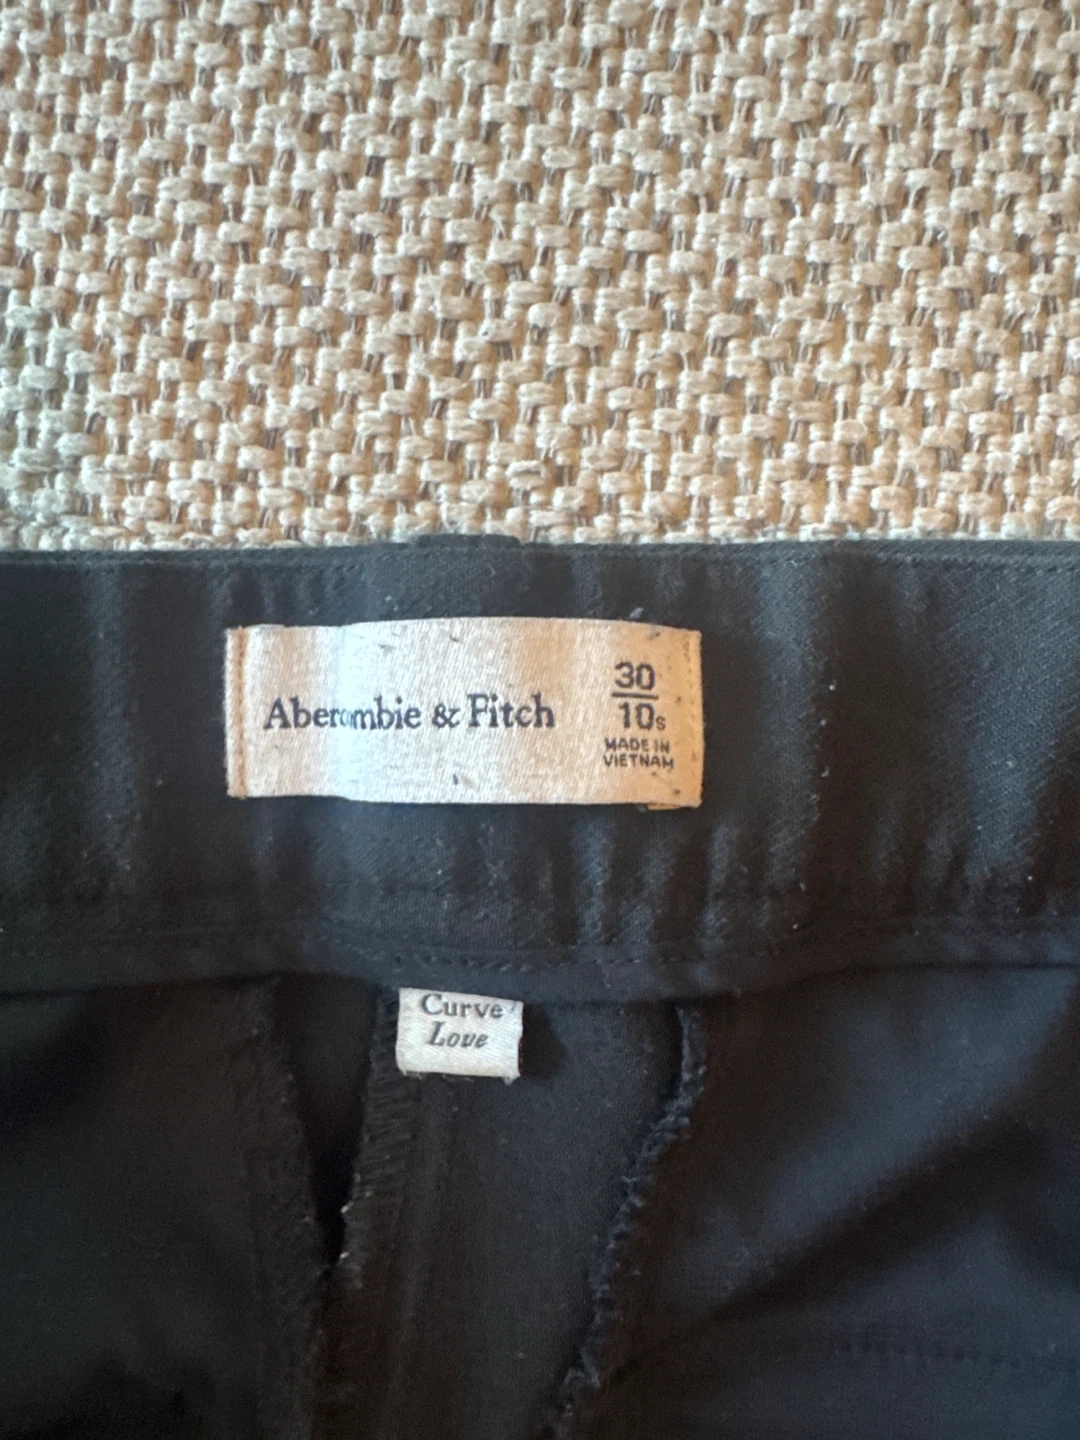 Abercrombie & Fitch
30
10s
MADE IN
VIETNAM
Curve
Love